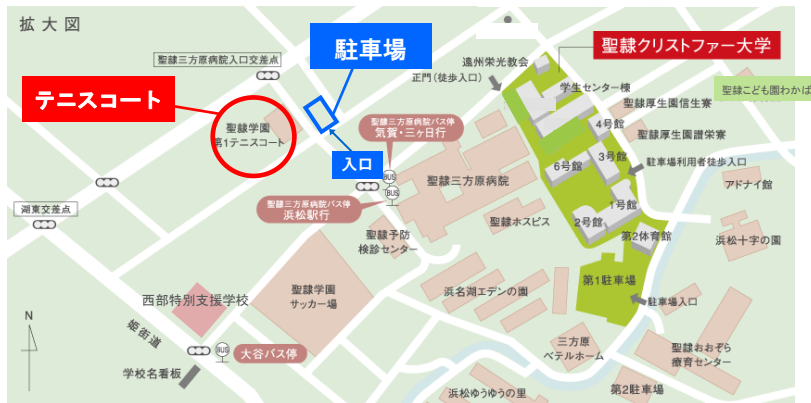 拡大図
駐車場
聖隷クリストファー大学
聖隷三方原病院入口交差点
遠州栄光教会
正門(徒歩入口)
学生センター棟
聖隷こども園わかば
テニスコート
聖隷厚生園信生寮
聖隷学園
第1テニスコート
聖隷三方原病院バス停
気賀・三ヶ日行
4号館
聖隷厚生園讃栄寮
入口
3号館
駐車場利用者徒歩入口
6号館
BUS
聖隷三方原病院
アドナイ館
BUS
湖東交差点
聖隷三方原病院バス停
浜松駅行
1号館
聖隷ホスピス
2号館
聖隷予防
検診センター
第2体育館
浜松十字の園
聖隷学園
サッカー場
浜名湖エデンの園
第1駐車場
西部特別支援学校
駐車場入口
N
姫街道
BUS
大谷バス停
三方原
ベテルホーム
聖隷おおぞら
療育センター
学校名看板
浜松ゆうゆうの里
第2駐車場